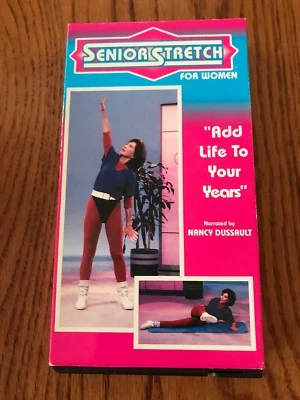 SENIOR STRETCH
FOR WOMEN
"Add
Life To
Your
Years"
Narrated by
NANCY DUSSAULT